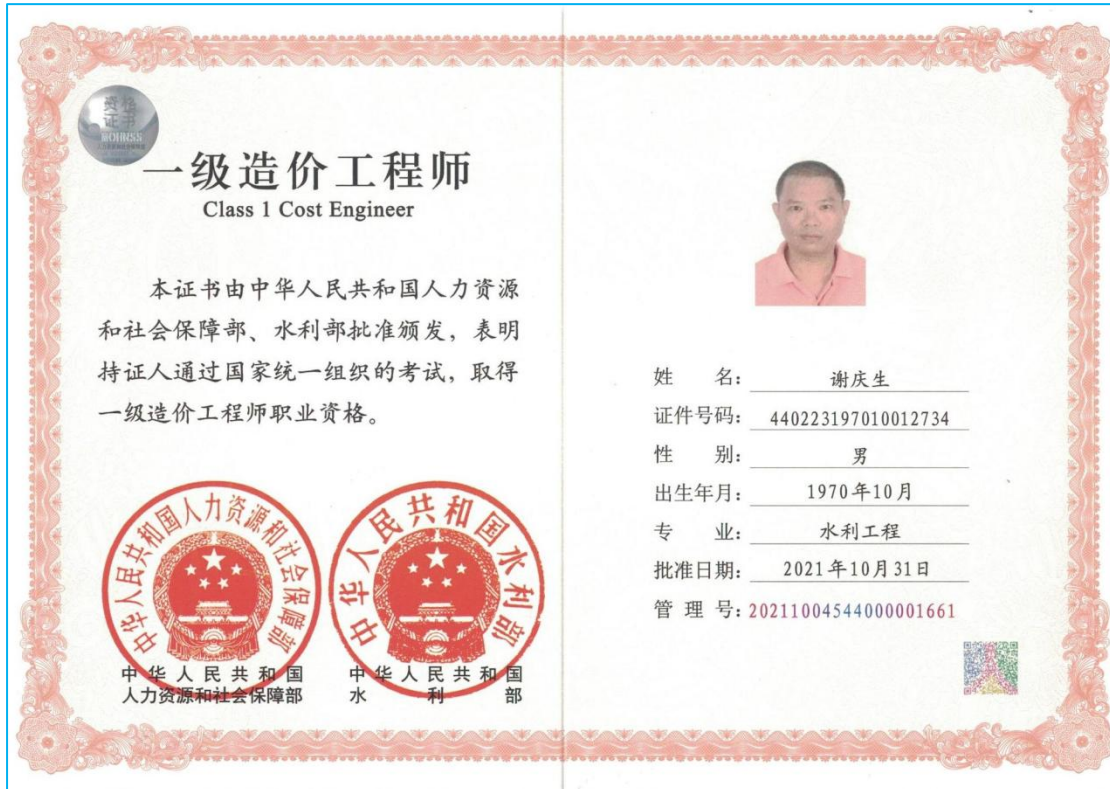 资格
证书
MOHRSS
一级造价工程师
Class 1 Cost Engineer
本证书由中华人民共和国人力资源
和社会保障部、水利部批准颁发，表明
持证人通过国家统一组织的考试，取得
一级造价工程师职业资格。
中华人民共和国人力资源和社会保障部
中华人民共和国水利部
中华人民共和国
人力资源和社会保障部
中华人民共和国
水利部
姓名：谢庆生
证件号码：440223197010012734
性别：男
出生年月：1970年10月
专业：水利工程
批准日期：2021年10月31日
管理号：20211004544000001661